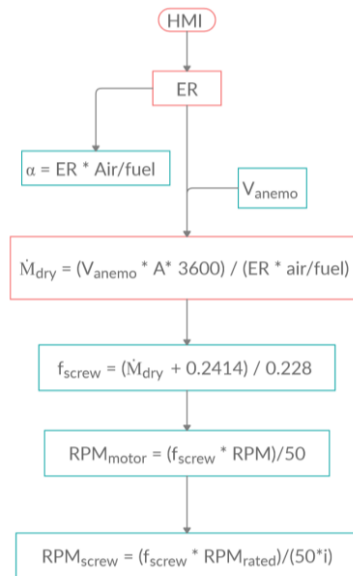 HMI
ER
α = ER * Air/fuel
Vanemo
Ṁdry = (Vanemo * A* 3600) / (ER * air/fuel)
fscrew = (Ṁdry + 0.2414) / 0.228
RPMmotor = (fscrew * RPM)/50
RPMscrew = (fscrew * RPMrated)/(50*i)